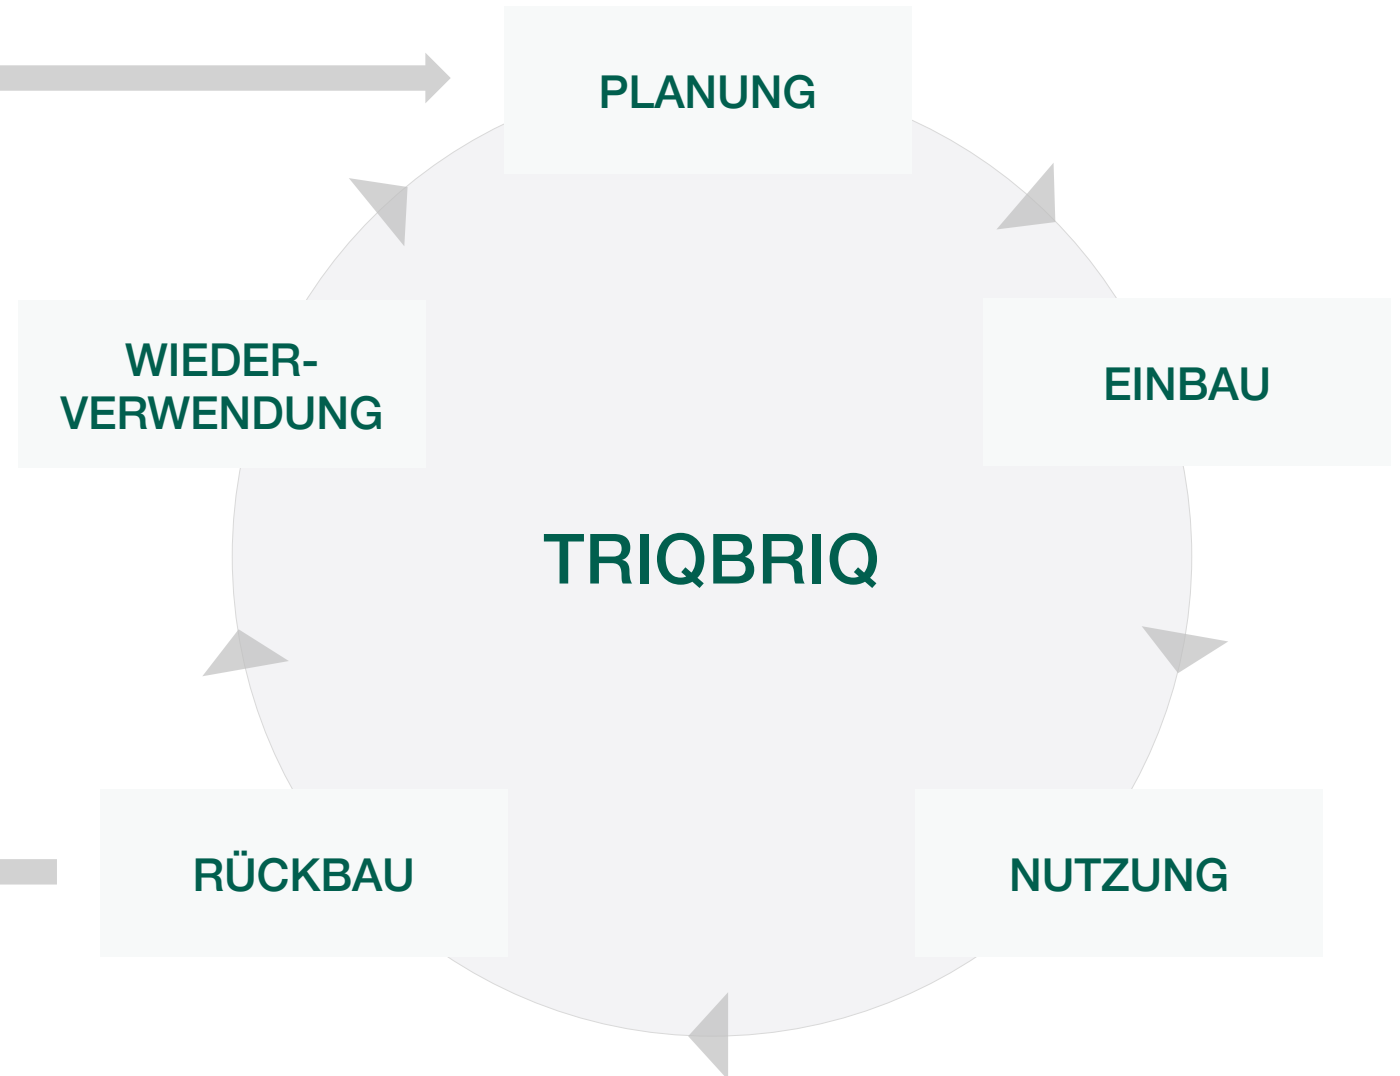 PLANUNG
WIEDER-
VERWENDUNG
EINBAU
TRIQBRIQ
RÜCKBAU
NUTZUNG